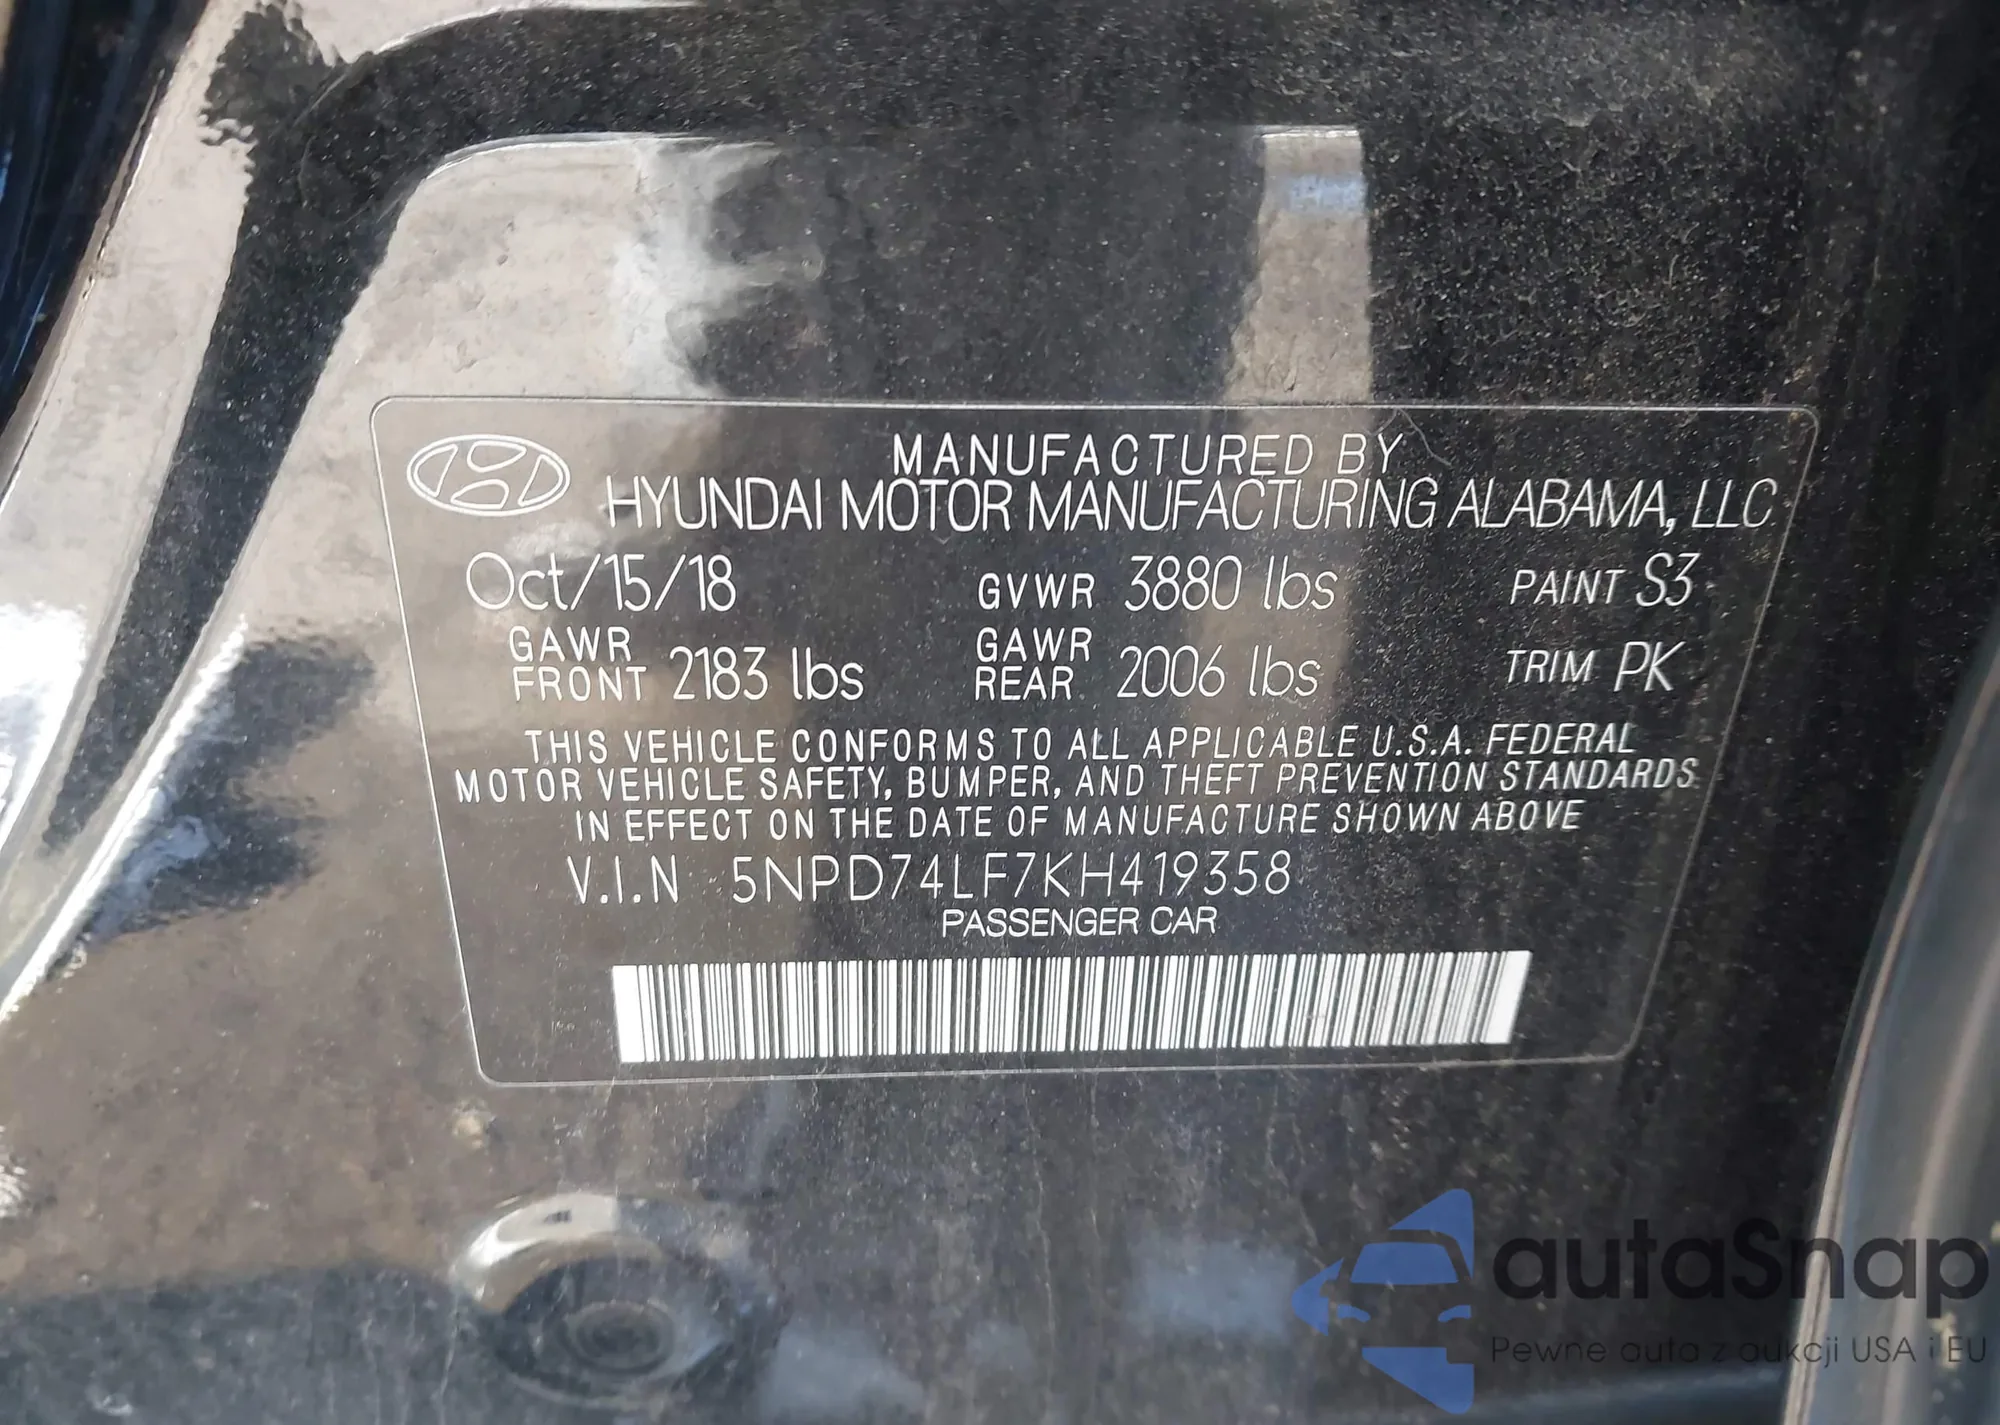 MANUFACTURED BY
HYUNDAI MOTOR MANUFACTURING ALABAMA, LLC
Oct/15/18 GVWR 3880 lbs PAINT S3
GAWR FRONT 2183 lbs GAWR REAR 2006 lbs TRIM PK
THIS VEHICLE CONFORMS TO ALL APPLICABLE U.S.A. FEDERAL
MOTOR VEHICLE SAFETY, BUMPER, AND THEFT PREVENTION STANDARDS
IN EFFECT ON THE DATE OF MANUFACTURE SHOWN ABOVE
V.I.N 5NPD74LF7KH419358
PASSENGER CAR
autaSnap
Pewne auta z aukcji USA i EU